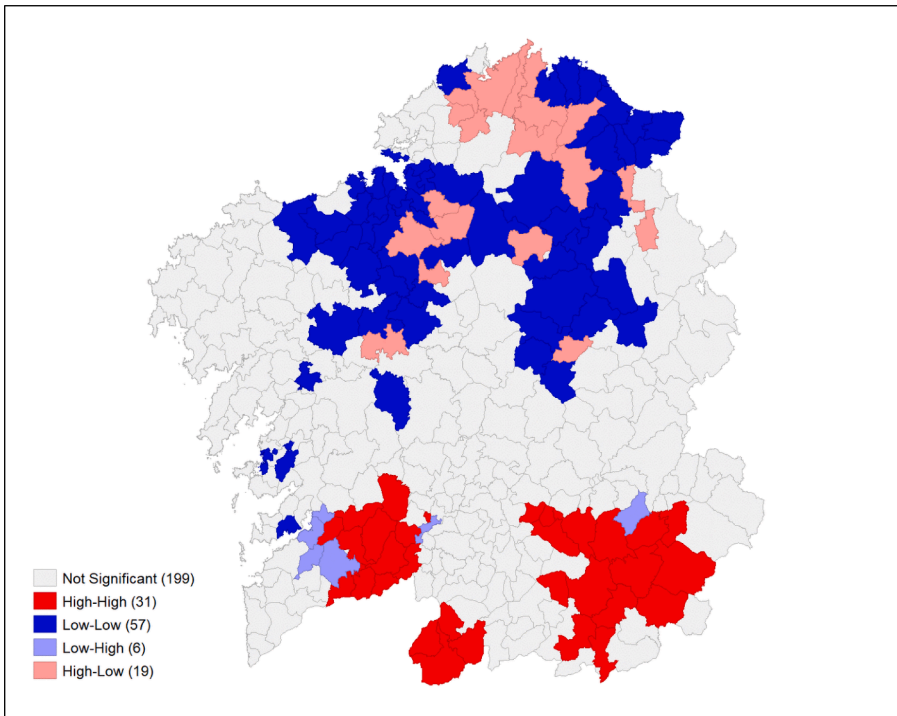 Not Significant (199)
High-High (31)
Low-Low (57)
Low-High (6)
High-Low (19)